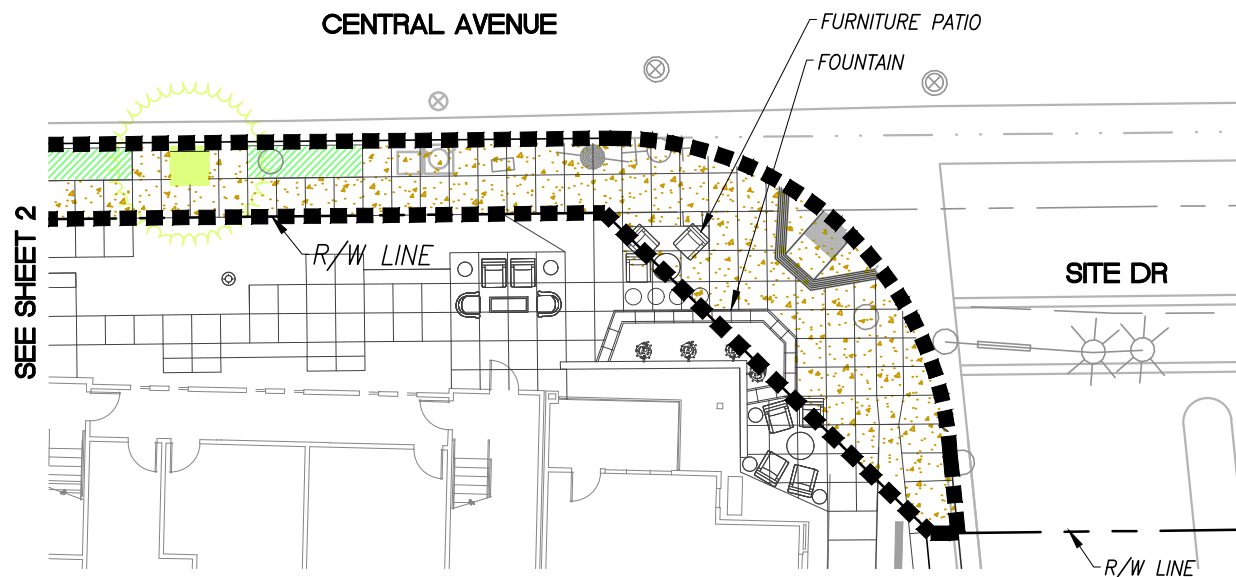 CENTRAL AVENUE
FURNITURE PATIO
FOUNTAIN
R/W LINE
SITE DR
SEE SHEET 2
R/W LINE